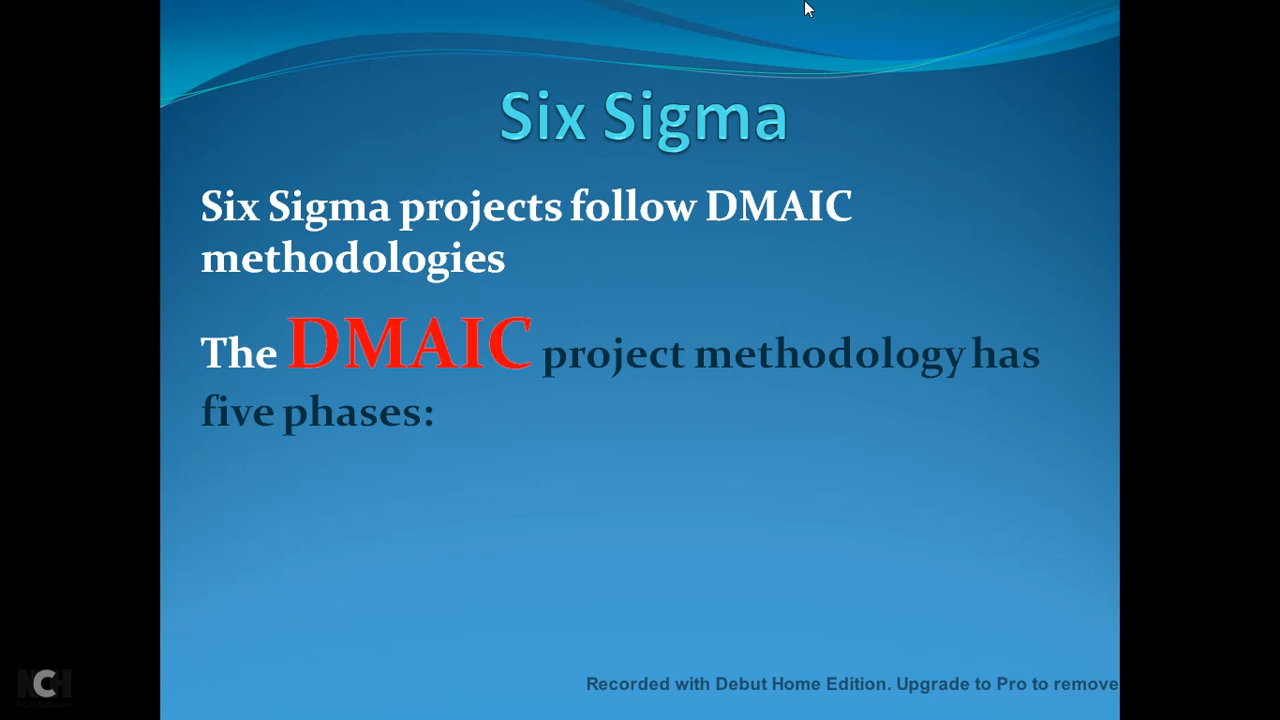 Six Sigma
Six Sigma projects follow DMAIC
methodologies
The DMAIC project methodology has
five phases:
Recorded with Debut Home Edition. Upgrade to Pro to remove
NCH